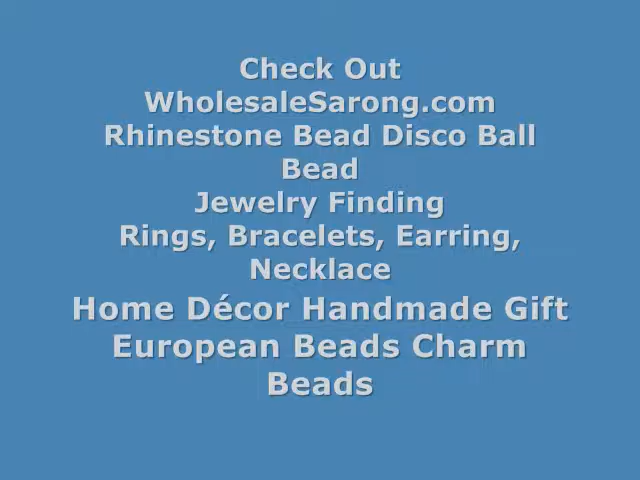 Check Out
WholesaleSarong.com
Rhinestone Bead Disco Ball
Bead
Jewelry Finding
Rings, Bracelets, Earring,
Necklace
Home Décor Handmade Gift
European Beads Charm
Beads